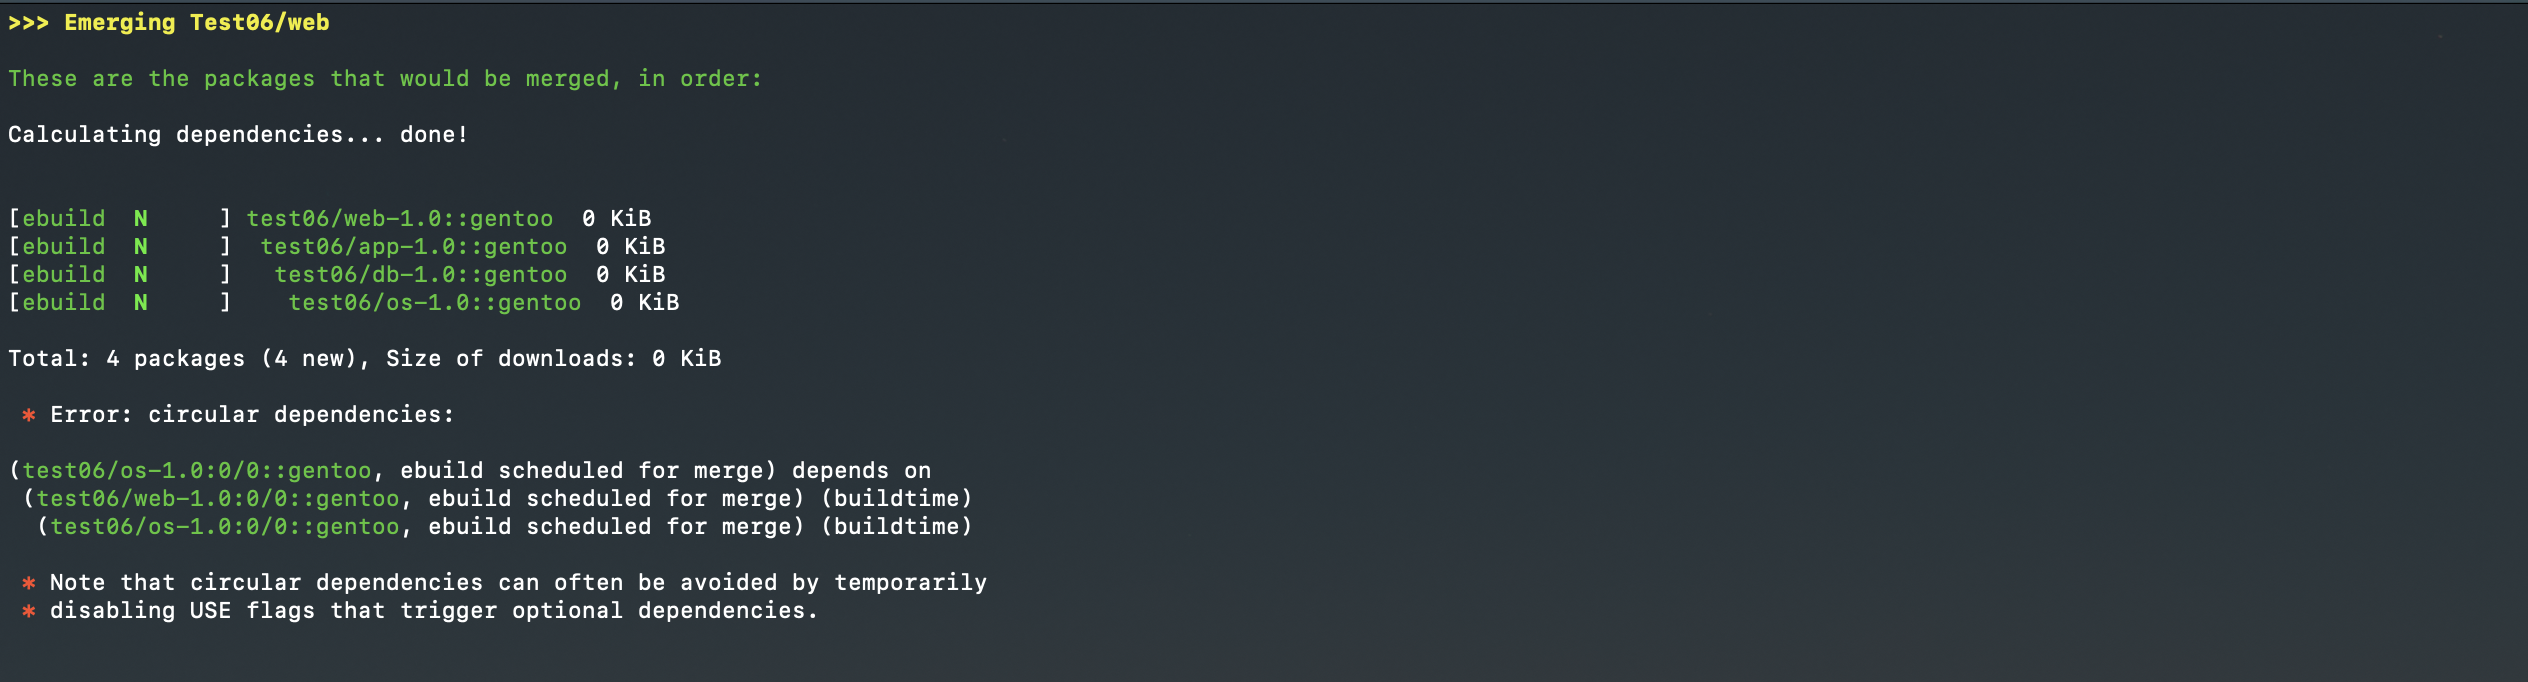 >>> Emerging Test06/web
These are the packages that would be merged, in order:
Calculating dependencies... done!
[ebuild  N     ] test06/web-1.0::gentoo  0 KiB
[ebuild  N     ]  test06/app-1.0::gentoo  0 KiB
[ebuild  N     ]   test06/db-1.0::gentoo  0 KiB
[ebuild  N     ]    test06/os-1.0::gentoo  0 KiB
Total: 4 packages (4 new), Size of downloads: 0 KiB
 * Error: circular dependencies:
(test06/os-1.0:0/0::gentoo, ebuild scheduled for merge) depends on
 (test06/web-1.0:0/0::gentoo, ebuild scheduled for merge) (buildtime)
  (test06/os-1.0:0/0::gentoo, ebuild scheduled for merge) (buildtime)
 * Note that circular dependencies can often be avoided by temporarily
 * disabling USE flags that trigger optional dependencies.